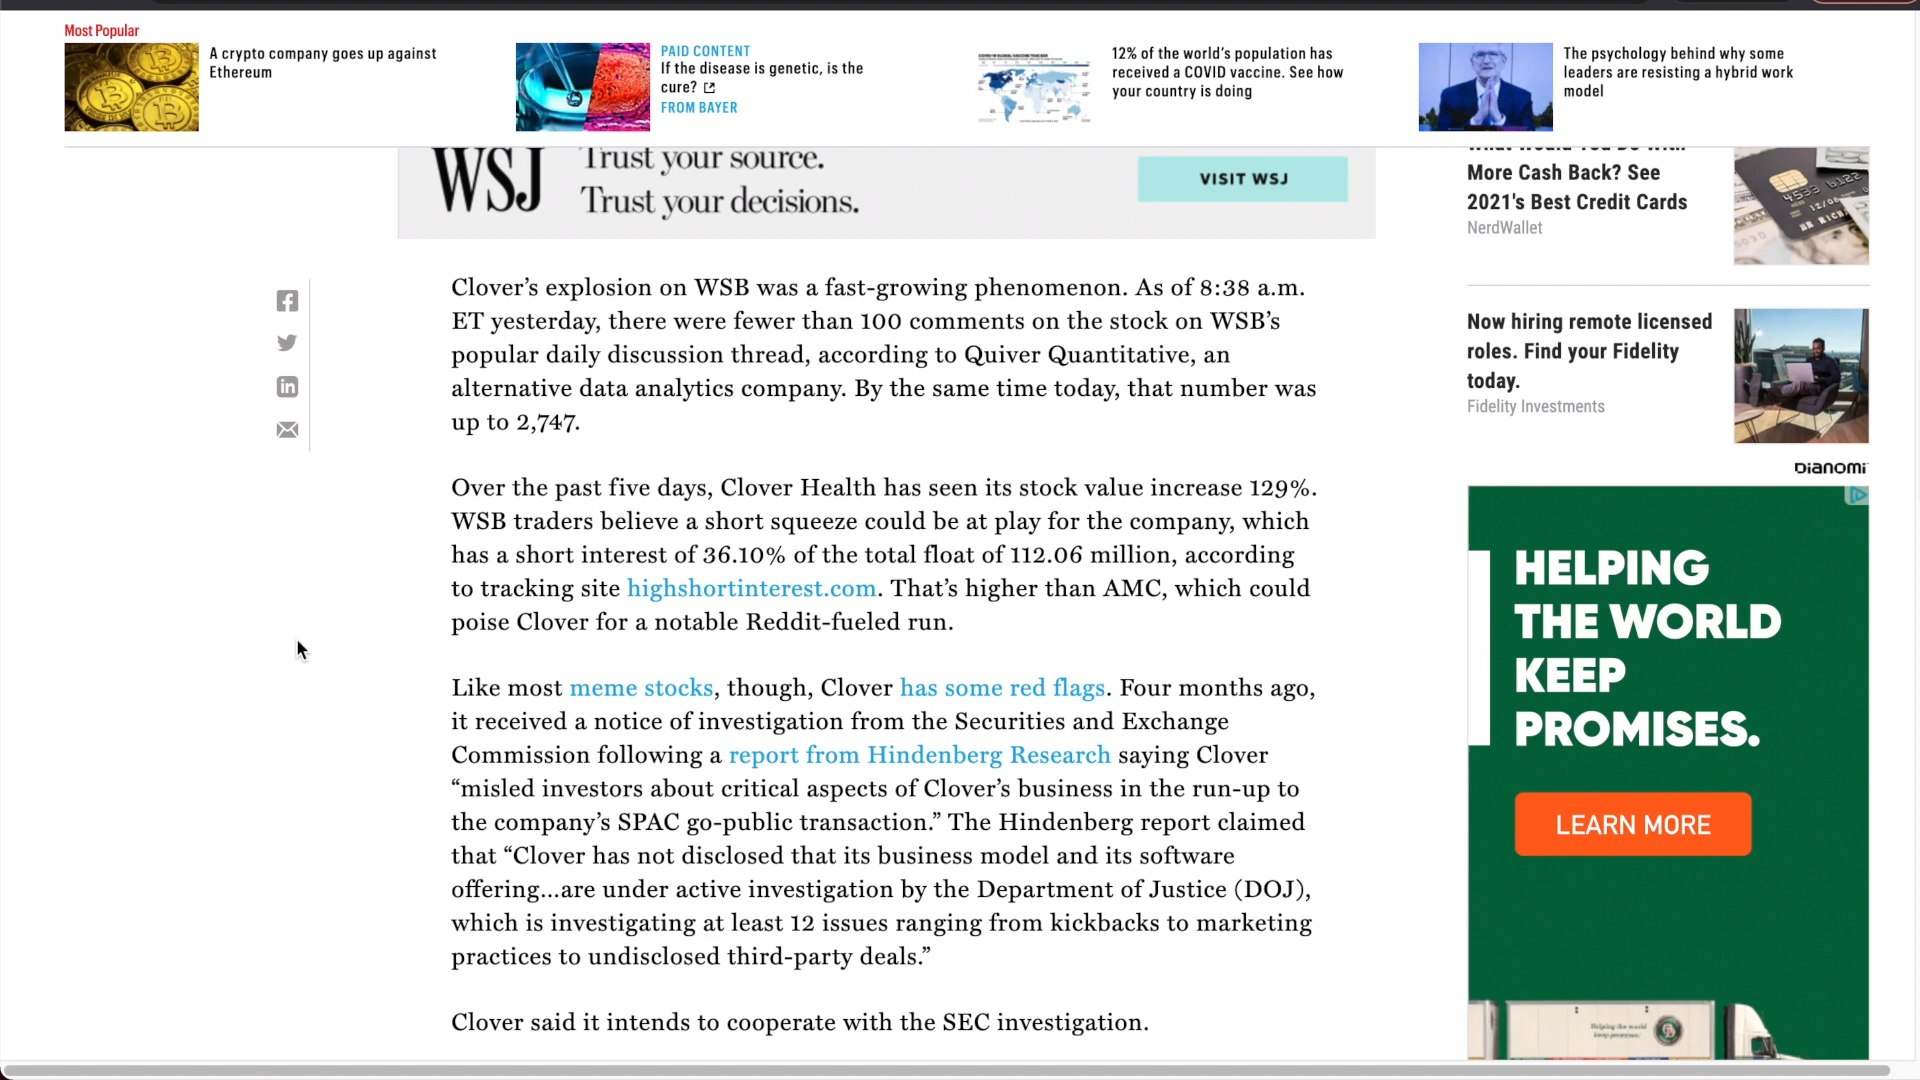 Most Popular
A crypto company goes up against
Ethereum
PAID CONTENT
If the disease is genetic, is the
cure?
FROM BAYER
12% of the world's population has
received a COVID vaccine. See how
your country is doing
The psychology behind why some
leaders are resisting a hybrid work
model
WSJ
Trust your source.
Trust your decisions.
VISIT WSJ
What Would You Do With
More Cash Back? See
2021's Best Credit Cards
NerdWallet
Clover’s explosion on WSB was a fast-growing phenomenon. As of 8:38 a.m.
ET yesterday, there were fewer than 100 comments on the stock on WSB’s
popular daily discussion thread, according to Quiver Quantitative, an
alternative data analytics company. By the same time today, that number was
up to 2,747.
Now hiring remote licensed
roles. Find your Fidelity
today.
Fidelity Investments
DIANOMI
Over the past five days, Clover Health has seen its stock value increase 129%.
WSB traders believe a short squeeze could be at play for the company, which
has a short interest of 36.10% of the total float of 112.06 million, according
to tracking site highshortinterest.com. That’s higher than AMC, which could
poise Clover for a notable Reddit-fueled run.
Like most meme stocks, though, Clover has some red flags. Four months ago,
it received a notice of investigation from the Securities and Exchange
Commission following a report from Hindenberg Research saying Clover
“misled investors about critical aspects of Clover’s business in the run-up to
the company’s SPAC go-public transaction.” The Hindenberg report claimed
that “Clover has not disclosed that its business model and its software
offering…are under active investigation by the Department of Justice (DOJ),
which is investigating at least 12 issues ranging from kickbacks to marketing
practices to undisclosed third-party deals.”
Clover said it intends to cooperate with the SEC investigation.
HELPING
THE WORLD
KEEP
PROMISES.
LEARN MORE
Helping the world
keep promises.